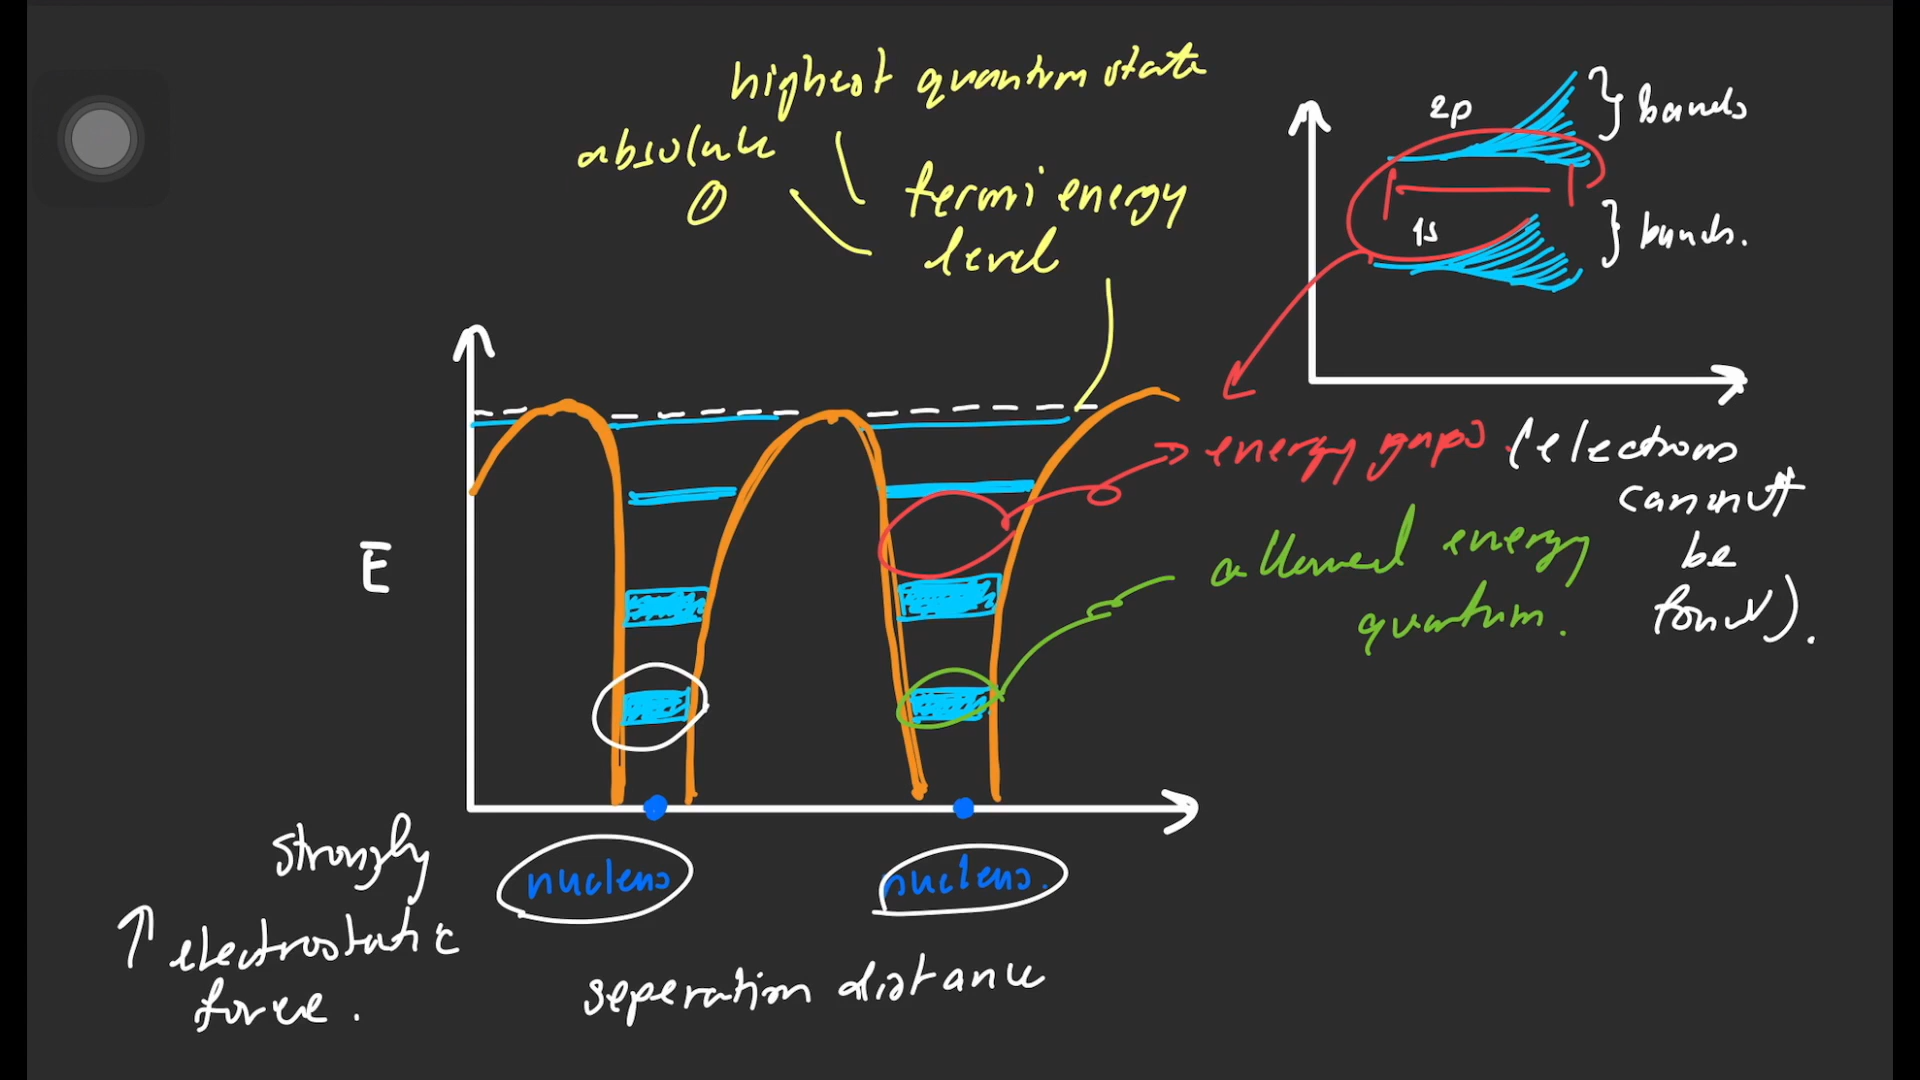 highest quantum state
absolute
0
fermi energy
level
2p
} bands
1s
} bands.
energy gaps. (electrons
cannot
be
found).
allowed energy
quantum.
E
nucleus
nucleus.
strongly
↑ electrostatic
force.
seperation distance